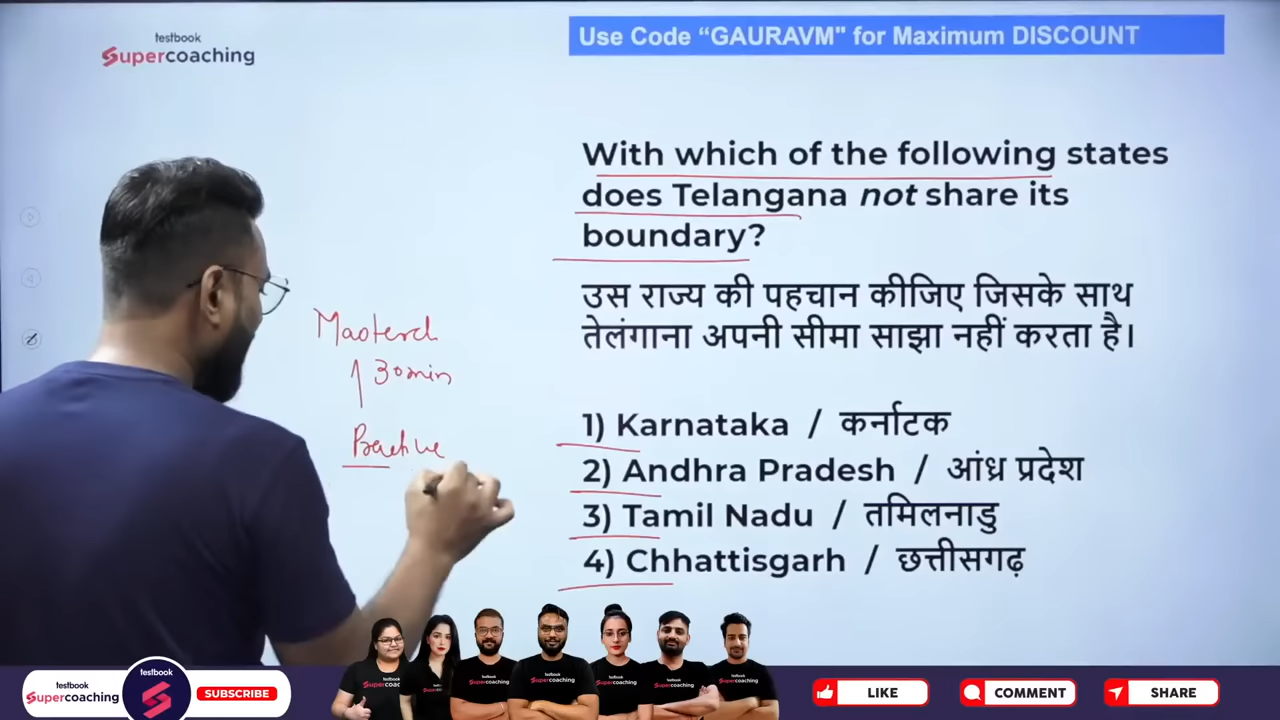 testbook
Supercoaching
Use Code “GAURAVM" for Maximum DISCOUNT
With which of the following states
does Telangana not share its
boundary?
उस राज्य की पहचान कीजिए जिसके साथ
तेलंगाना अपनी सीमा साझा नहीं करता है।
30min
1) Karnataka / कर्नाटक
2) Andhra Pradesh / आंध्र प्रदेश
3) Tamil Nadu / तमिलनाडु
4) Chhattisgarh / छत्तीसगढ़
testbook
Supercoaching
testbook
SUBSCRIBE
LIKE
COMMENT
SHARE